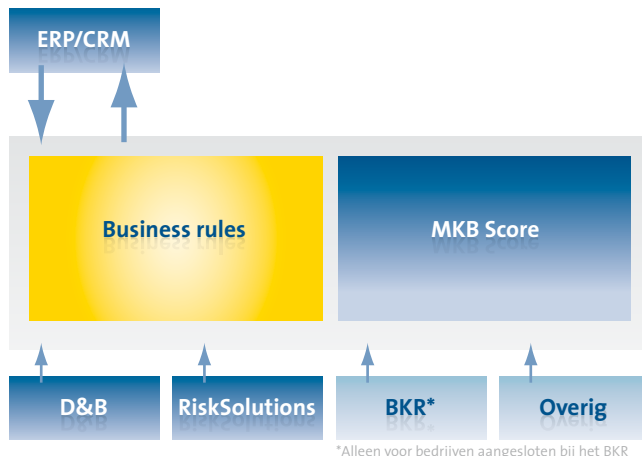 ERP/CRM
Business rules
MKB Score
D&B
RiskSolutions
BKR*
Overig
*Alleen voor bedrijven aangesloten bij het BKR